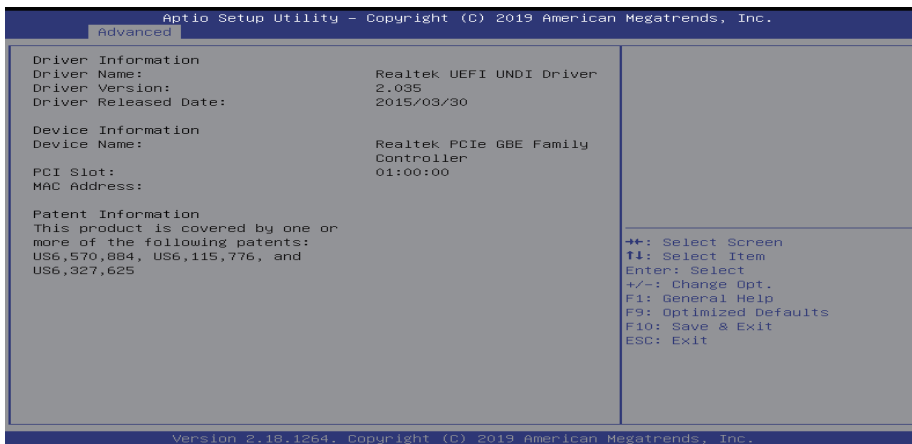 Aptio Setup Utility – Copyright (C) 2019 American Megatrends, Inc.
Advanced
Driver Information
Driver Name: Realtek UEFI UNDI Driver
Driver Version: 2.035
Driver Released Date: 2015/03/30
Device Information
Device Name: Realtek PCIe GBE Family
Controller
PCI Slot: 01:00:00
MAC Address:
Patent Information
This product is covered by one or
more of the following patents:
US6,570,884, US6,115,776, and
US6,327,625
→←: Select Screen
↑↓: Select Item
Enter: Select
+/-: Change Opt.
F1: General Help
F9: Optimized Defaults
F10: Save & Exit
ESC: Exit
Version 2.18.1264. Copyright (C) 2019 American Megatrends, Inc.